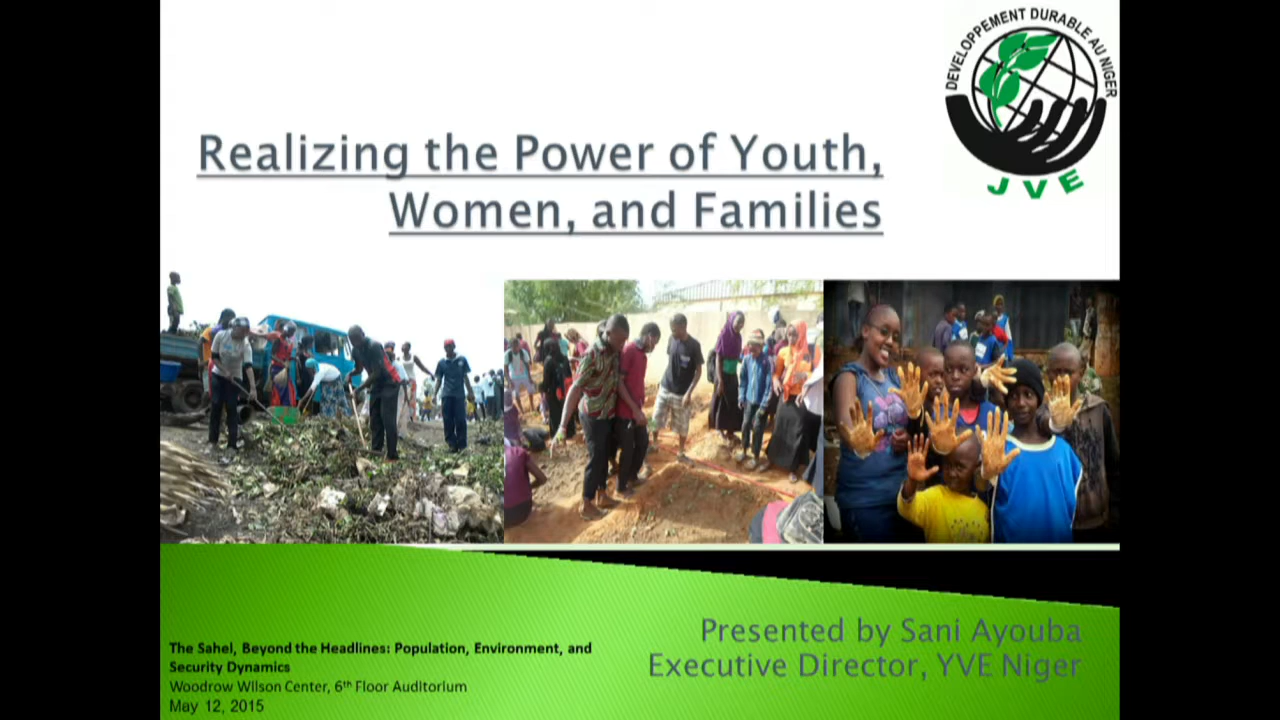 DEVELOPPEMENT DURABLE AU NIGER
JVE
Realizing the Power of Youth,
Women, and Families
Presented by Sani Ayouba
Executive Director, YVE Niger
The Sahel, Beyond the Headlines: Population, Environment, and
Security Dynamics
Woodrow Wilson Center, 6th Floor Auditorium
May 12, 2015